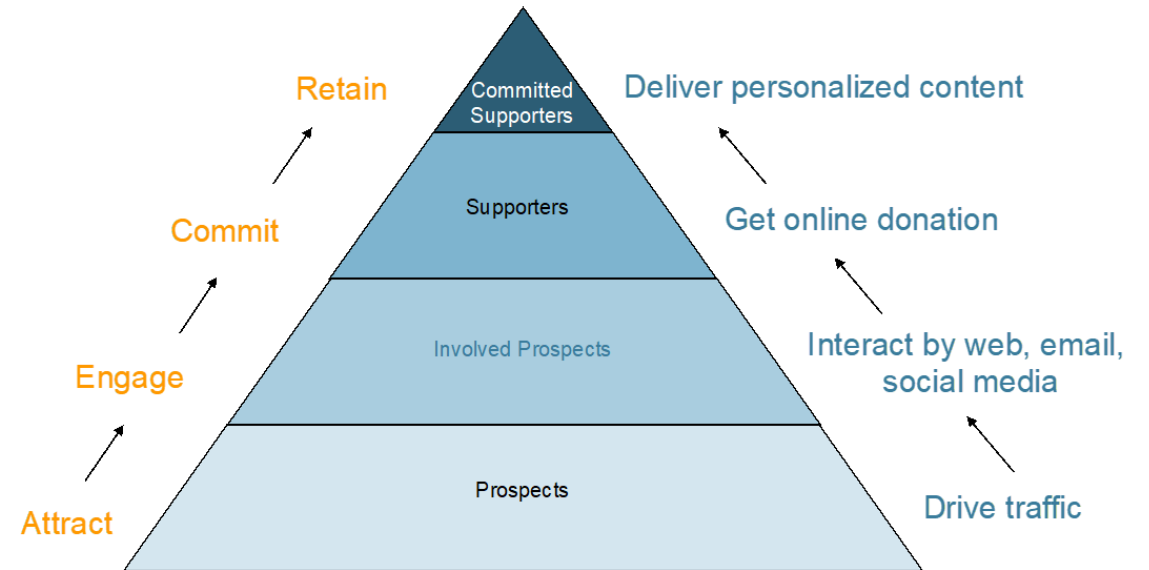 Retain
Committed
Supporters
Deliver personalized content
Commit
Supporters
Get online donation
Engage
Involved Prospects
Interact by web, email,
social media
Attract
Prospects
Drive traffic